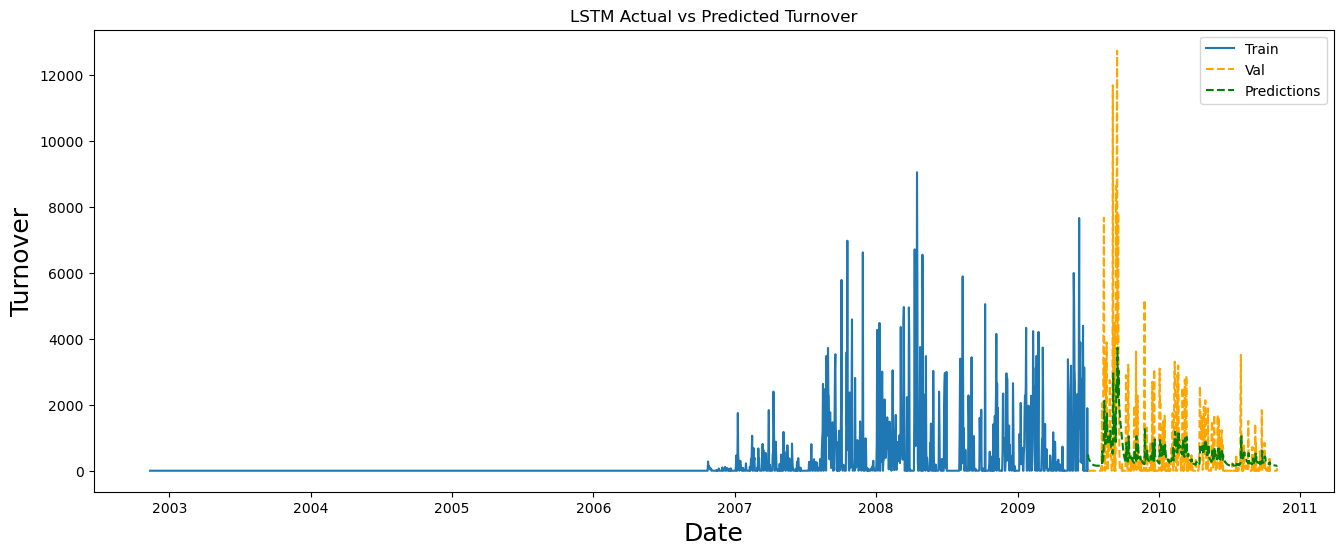 LSTM Actual vs Predicted Turnover
Train
Val
Predictions
12000
10000
8000
6000
4000
2000
0
Turnover
2003 2004 2005 2006 2007 2008 2009 2010 2011
Date